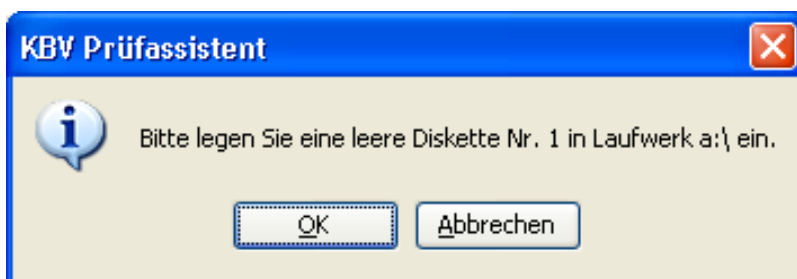 KBV Prüfassistent
Bitte legen Sie eine leere Diskette Nr. 1 in Laufwerk a:\ ein.
OK
Abbrechen